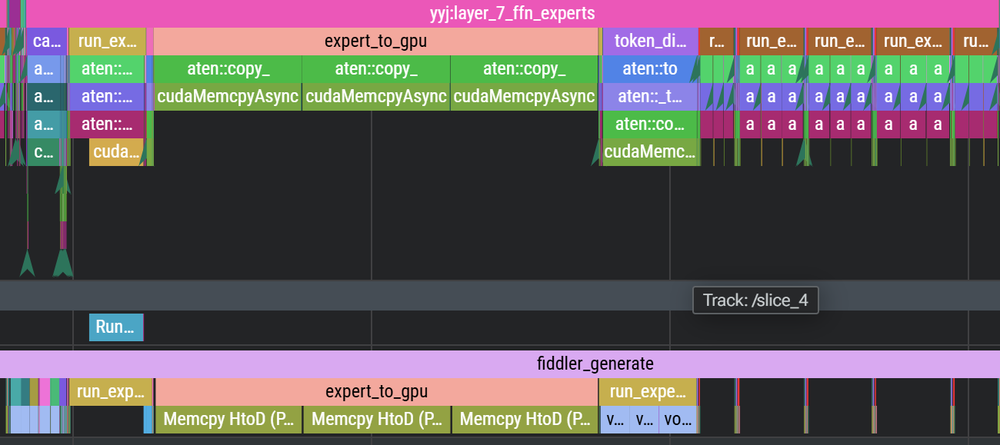 yyj:layer_7_ffn_experts
ca... run_ex... expert_to_gpu token_di... r... run_e... run_e... run_ex... ru...
a... aten::... aten::copy_ aten::copy_ aten::copy_ aten::to a a a a a a a a a
a... aten::... cudaMemcpyAsync cudaMemcpyAsync cudaMemcpyAsync aten::_t... a a a a a a a a a
a... aten::... aten::co... a a a a a a a a a
c... cuda... cudaMemc...
Track: /slice_4
Run...
fiddler_generate
run_exp... expert_to_gpu run_expe...
Memcpy HtoD (P... Memcpy HtoD (P... Memcpy HtoD (P... v... v... vo...